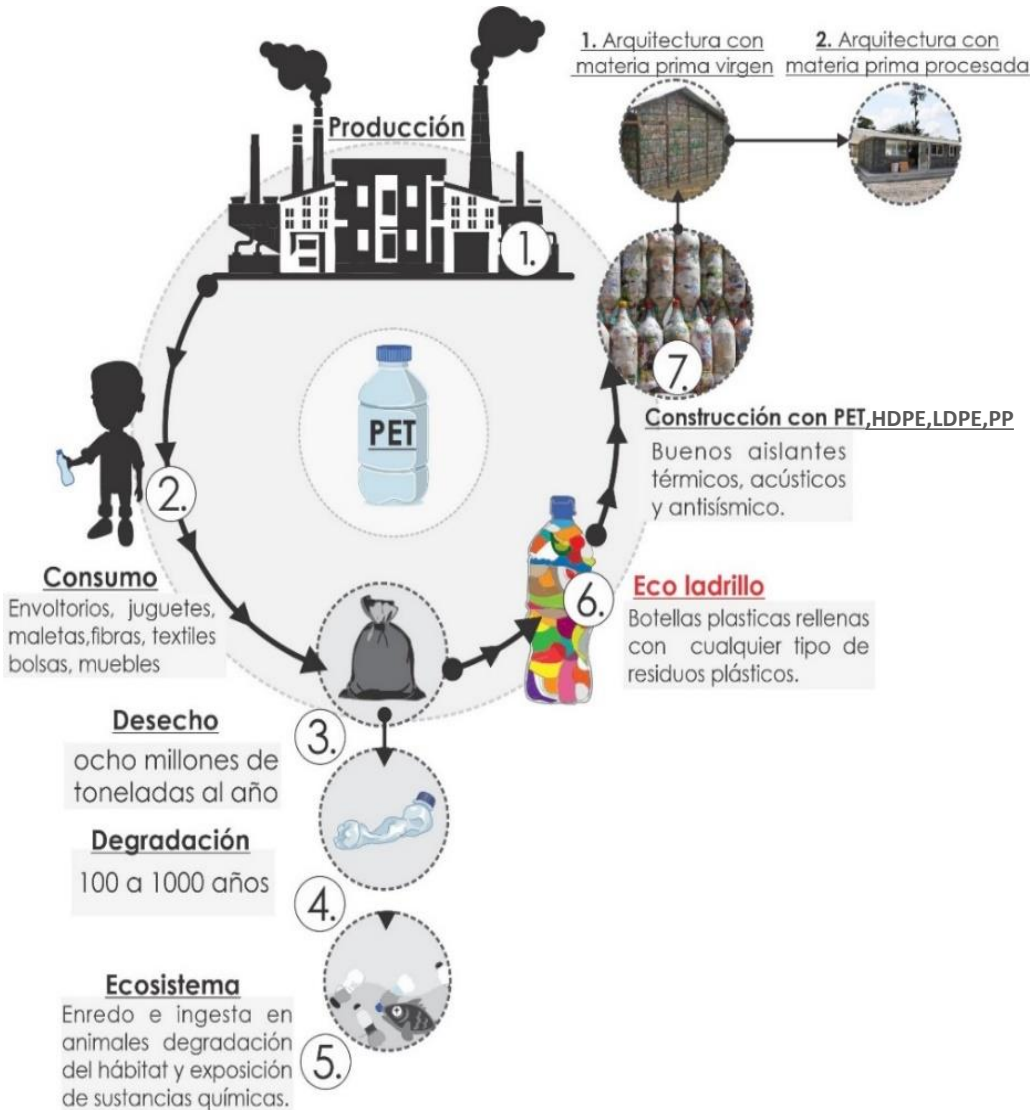 1. Arquitectura con
materia prima virgen
2. Arquitectura con
materia prima procesada
Producción
1.
PET
7.
Construcción con PET,HDPE,LDPE,PP
Buenos aislantes
térmicos, acústicos
y antisísmico.
2.
Consumo
Envoltorios, juguetes,
maletas,fibras, textiles
bolsas, muebles
6.
Eco ladrillo
Botellas plasticas rellenas
con cualquier tipo de
residuos plásticos.
3.
Desecho
ocho millones de
toneladas al año
Degradación
100 a 1000 años
4.
Ecosistema
Enredo e ingesta en
animales degradación
del hábitat y exposición
de sustancias químicas.
5.